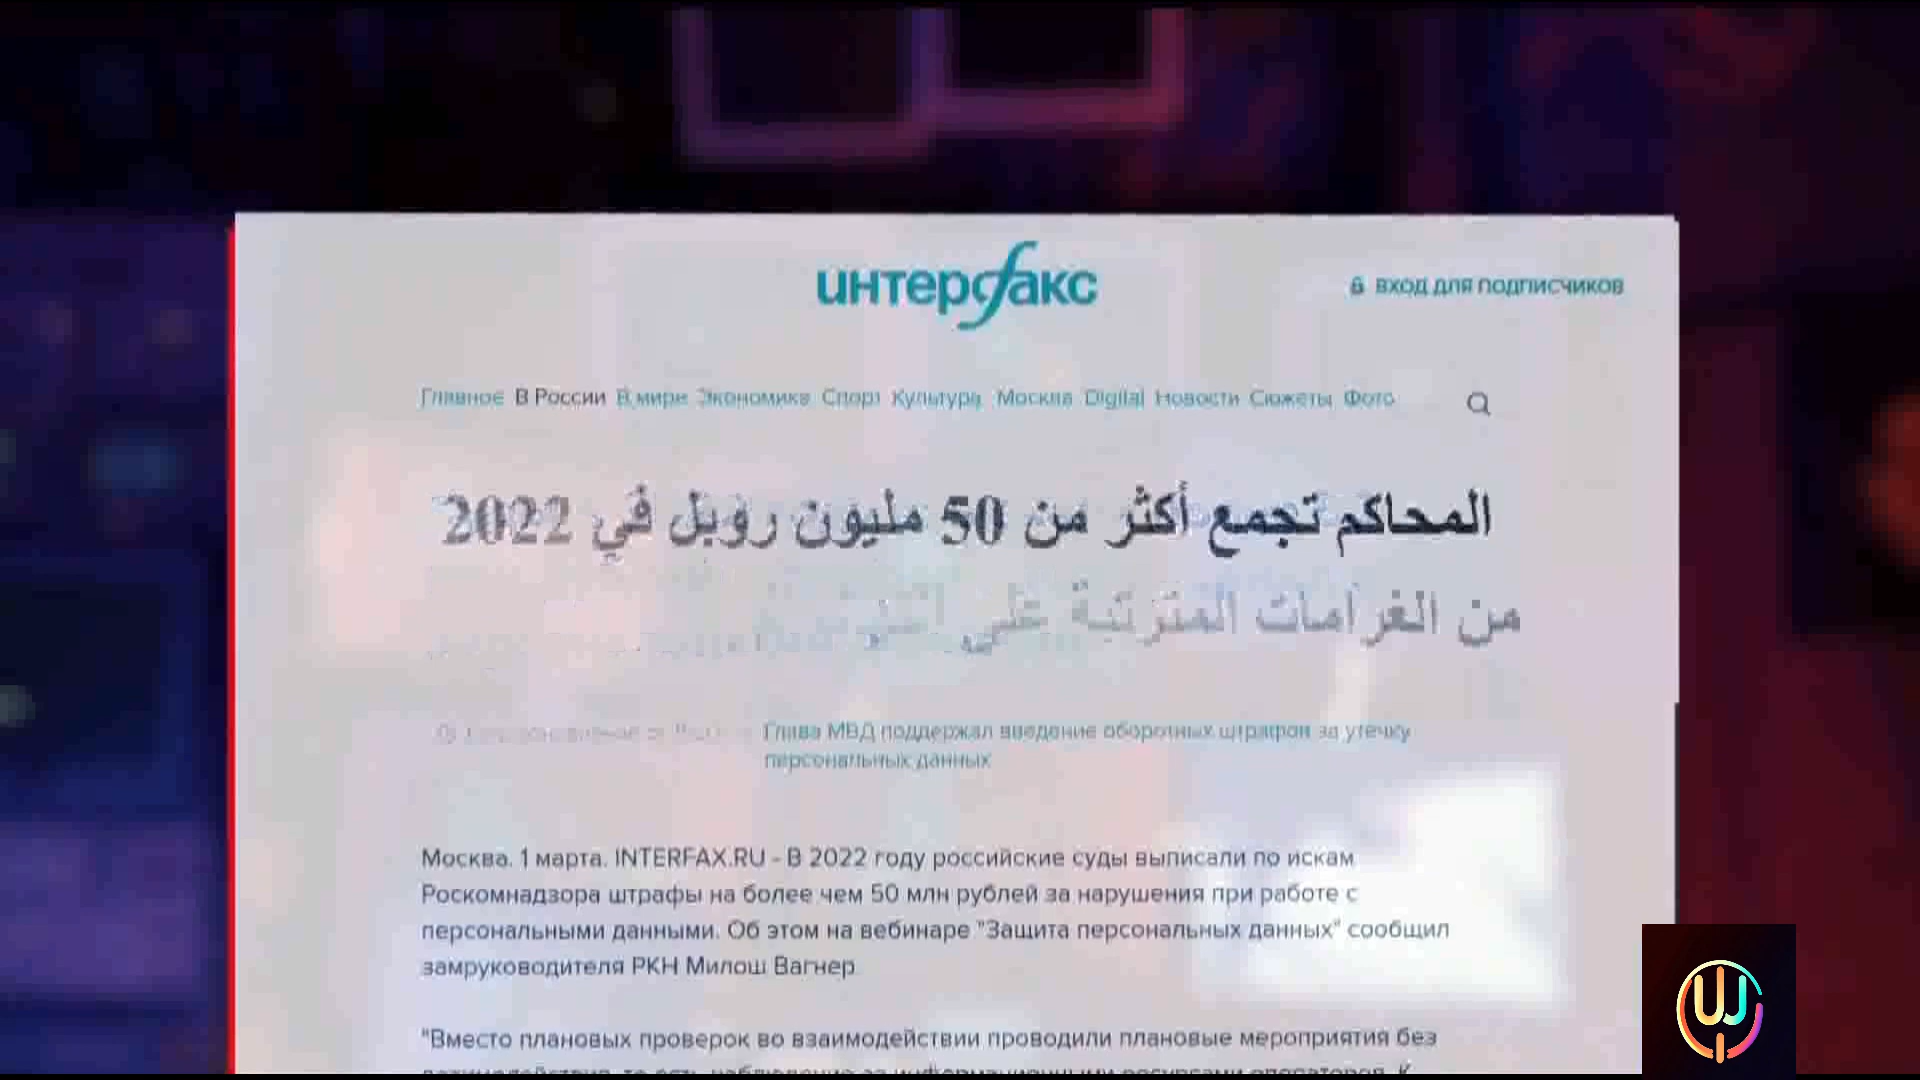 интерфакс
ВХОД ДЛЯ ПОДПИСЧИКОВ
Главное В России В мире Экономика Спорт Культура Москва Digital Новости Сюжеты Фото
المحاكم تجمع أكثر من 50 مليون روبل في 2022
من الغرامات المترتبة على
Глава МВД поддержал введение оборотных штрафов за утечку
персональных данных
Москва. 1 марта. INTERFAX.RU - В 2022 году российские суды выписали по искам
Роскомнадзора штрафы на более чем 50 млн рублей за нарушения при работе с
персональными данными. Об этом на вебинаре "Защита персональных данных" сообщил
замруководителя РКН Милош Вагнер.
"Вместо плановых проверок во взаимодействии проводили плановые мероприятия без